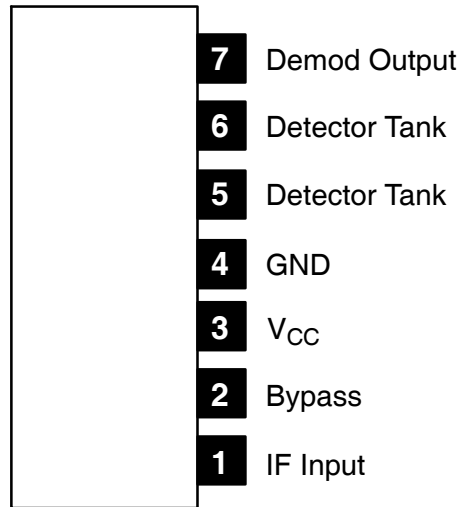 7 Demod Output
6 Detector Tank
5 Detector Tank
4 GND
3 VCC
2 Bypass
1 IF Input